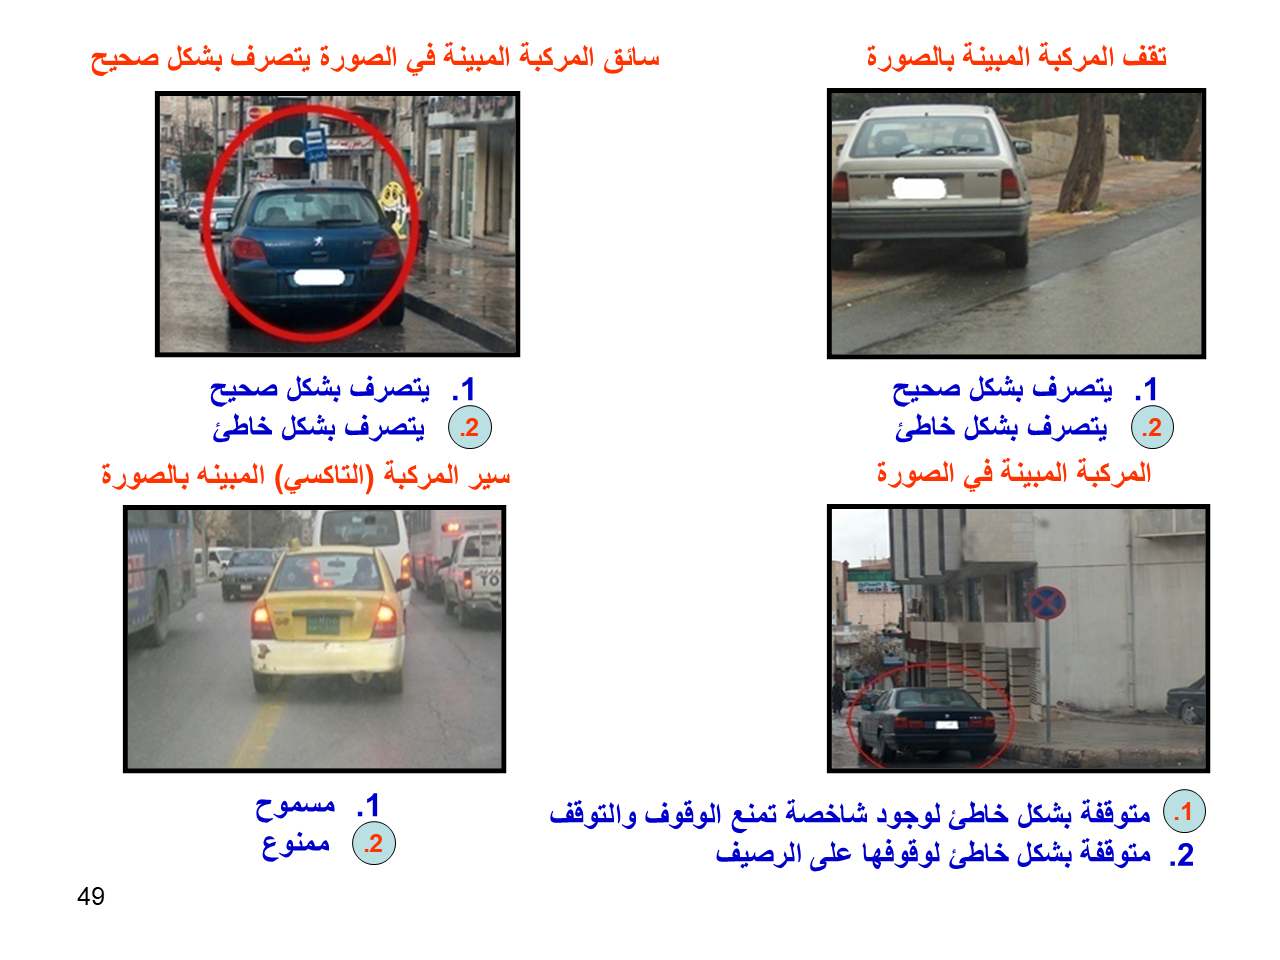 تقف المركبة المبينة بالصورة
1. يتصرف بشكل صحيح
2. يتصرف بشكل خاطئ
سائق المركبة المبينة في الصورة يتصرف بشكل صحيح
1. يتصرف بشكل صحيح
2. يتصرف بشكل خاطئ
المركبة المبينة في الصورة
1. متوقفة بشكل خاطئ لوجود شاخصة تمنع الوقوف والتوقف
2. متوقفة بشكل خاطئ لوقوفها على الرصيف
سير المركبة (التاكسي) المبينه بالصورة
TO
1. مسموح
2. ممنوع
49